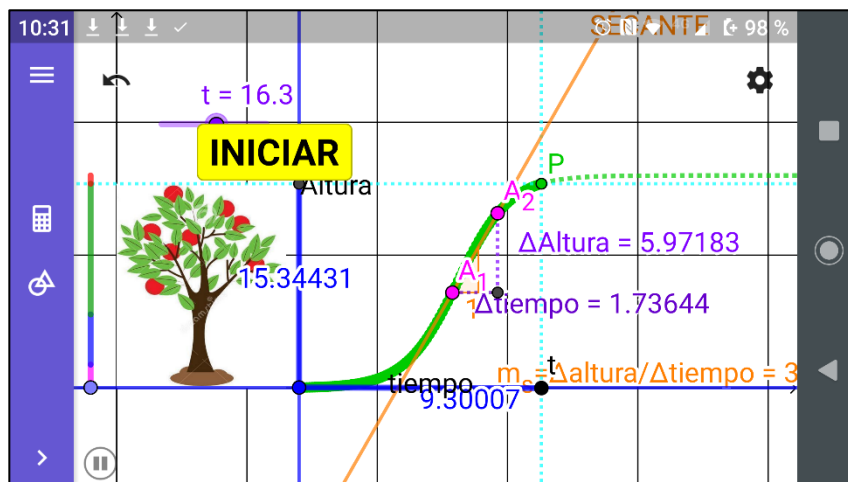 10:31
SECANTE
98 %
t = 16.3
INICIAR
Altura
P
A2
ΔAltura = 5.97183
15.34431
A1
1
Δtiempo = 1.73644
t
tiempo
ms=Δaltura/Δtiempo = 3
9.30007